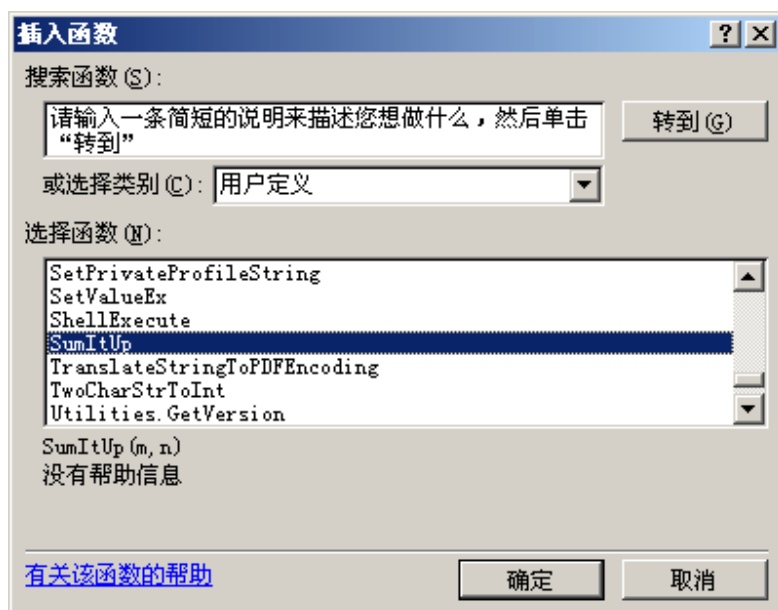 插入函数
搜索函数(S):
请输入一条简短的说明来描述您想做什么，然后单击
“转到”
转到(G)
或选择类别(C): 用户定义
选择函数(N):
SetPrivateProfileString
SetValueEx
ShellExecute
SumItUp
TranslateStringToPDFEncoding
TwoCharStrToInt
Utilities.GetVersion
SumItUp(m,n)
没有帮助信息
有关该函数的帮助
确定
取消